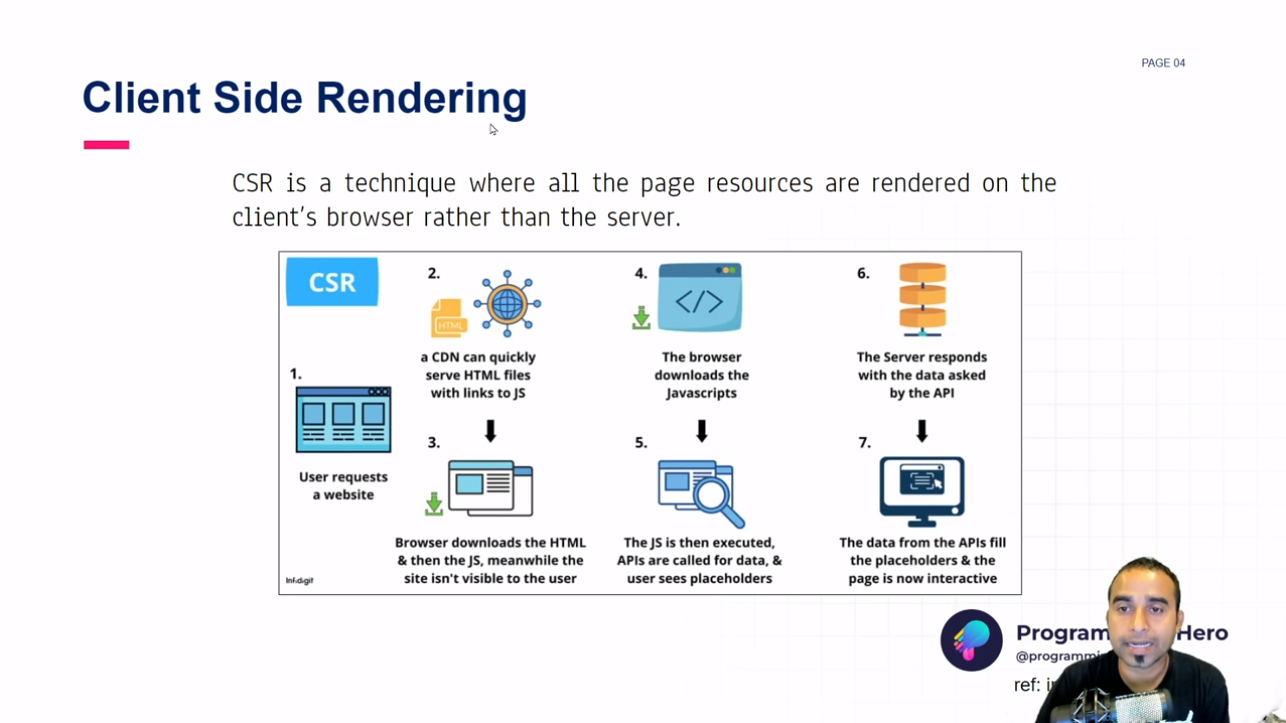 PAGE 04
Client Side Rendering
CSR is a technique where all the page resources are rendered on the
client's browser rather than the server.
CSR
1.
User requests
a website
2.
HTML
a CDN can quickly
serve HTML files
with links to JS
3.
Browser downloads the HTML
& then the JS, meanwhile the
site isn't visible to the user
4.
</>
The browser
downloads the
Javascripts
5.
The JS is then executed,
APIs are called for data, &
user sees placeholders
6.
The Server responds
with the data asked
by the API
7.
The data from the APIs fill
the placeholders & the
page is now interactive
Infidigit
Hero
ref: